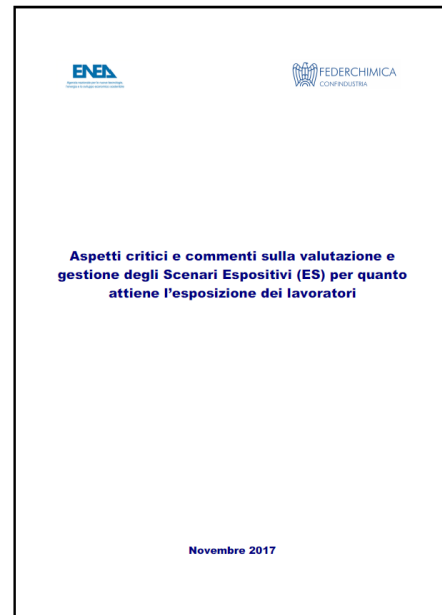 ENEA
FEDERCHIMICA
CONFINDUSTRIA
Aspetti critici e commenti sulla valutazione e
gestione degli Scenari Espositivi (ES) per quanto
attiene l'esposizione dei lavoratori
Novembre 2017